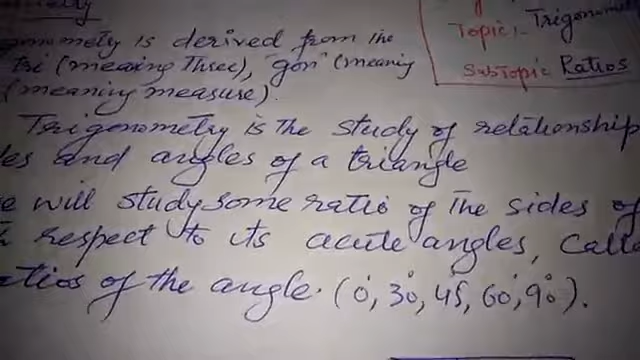 Topic:- Trigonome
SubTopic Ratios
onometry is derived from the
Tri (meaning Three), "gon" (meaning
(meaning measure).
Trigonometry is the study of relationship
les and angles of a triangle
e will study some ratio of the sides of
h respect to its acute angles, calle
atios of the angle. (0°, 30°, 45°, 60°, 90°).